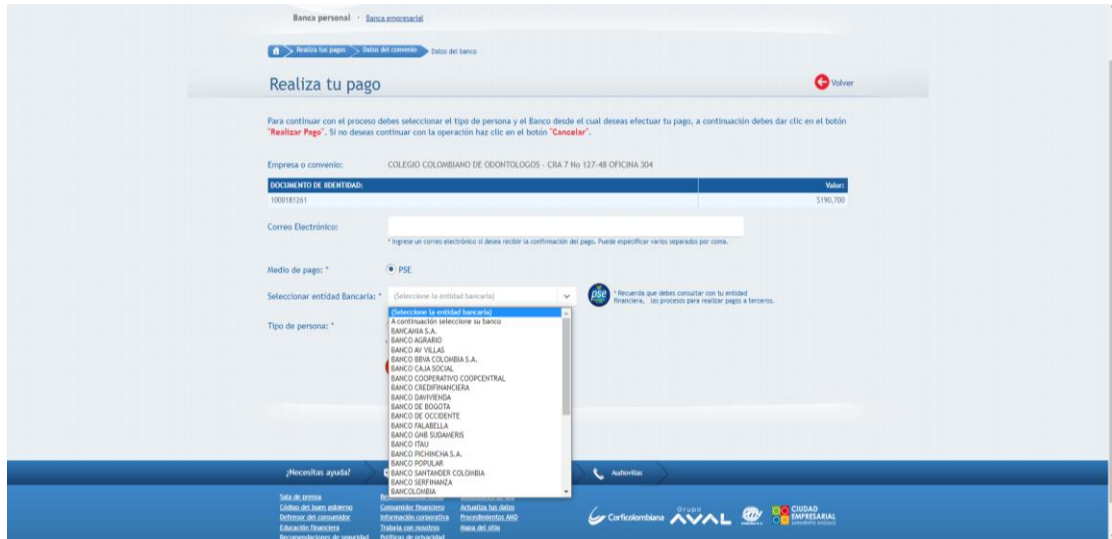 Banca personal · Banca empresarial
Realiza tus pagos Datos del convenio Datos del banco
Realiza tu pago
Volver
Para continuar con el proceso debes seleccionar el tipo de persona y el Banco desde el cual deseas efectuar tu pago, a continuación debes dar clic en el botón
"Realizar Pago". Si no deseas continuar con la operación haz clic en el botón "Cancelar".
Empresa o convenio: COLEGIO COLOMBIANO DE ODONTOLOGOS - CRA 7 No 127-48 OFICINA 304
DOCUMENTO DE IDENTIDAD: Valor:
1000181261 $190,700
Correo Electrónico:
* Ingrese un correo electrónico si desea recibir la confirmación del pago. Puede especificar varios separados por coma.
Medio de pago: * PSE
Seleccionar entidad Bancaria: * (Seleccione la entidad bancaria)
pse
* Recuerda que debes consultar con tu entidad
financiera, los procesos para realizar pagos a terceros.
Tipo de persona: *
(Seleccione la entidad bancaria)
A continuación seleccione su banco
BANCAMIA S.A.
BANCO AGRARIO
BANCO AV VILLAS
BANCO BBVA COLOMBIA S.A.
BANCO CAJA SOCIAL
BANCO COOPERATIVO COOPCENTRAL
BANCO CREDIFINANCIERA
BANCO DAVIVIENDA
BANCO DE BOGOTA
BANCO DE OCCIDENTE
BANCO FALABELLA
BANCO GNB SUDAMERIS
BANCO ITAU
BANCO PICHINCHA S.A.
BANCO POPULAR
BANCO SANTANDER COLOMBIA
BANCO SERFINANZA
BANCOLOMBIA
¿Necesitas ayuda?
Audiovillas
Sala de prensa
Código del buen gobierno
Defensor del consumidor
Educación financiera
Recomendaciones de seguridad
Consumidor financiero
Información corporativa
Trabaja con nosotros
Políticas de privacidad
Actualiza tus datos
Procedimientos AMD
Mapa del sitio
Corficolombiana
Grupo
AVAL
CIUDAD
EMPRESARIAL